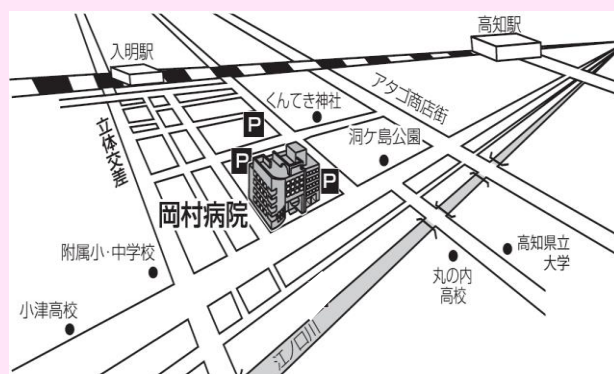 高知駅
入明駅
アタゴ商店街
くんてき神社
P
洞ケ島公園
立体交差
P
P
岡村病院
附属小・中学校
高知県立
大学
丸の内
高校
小津高校
江ノ口川